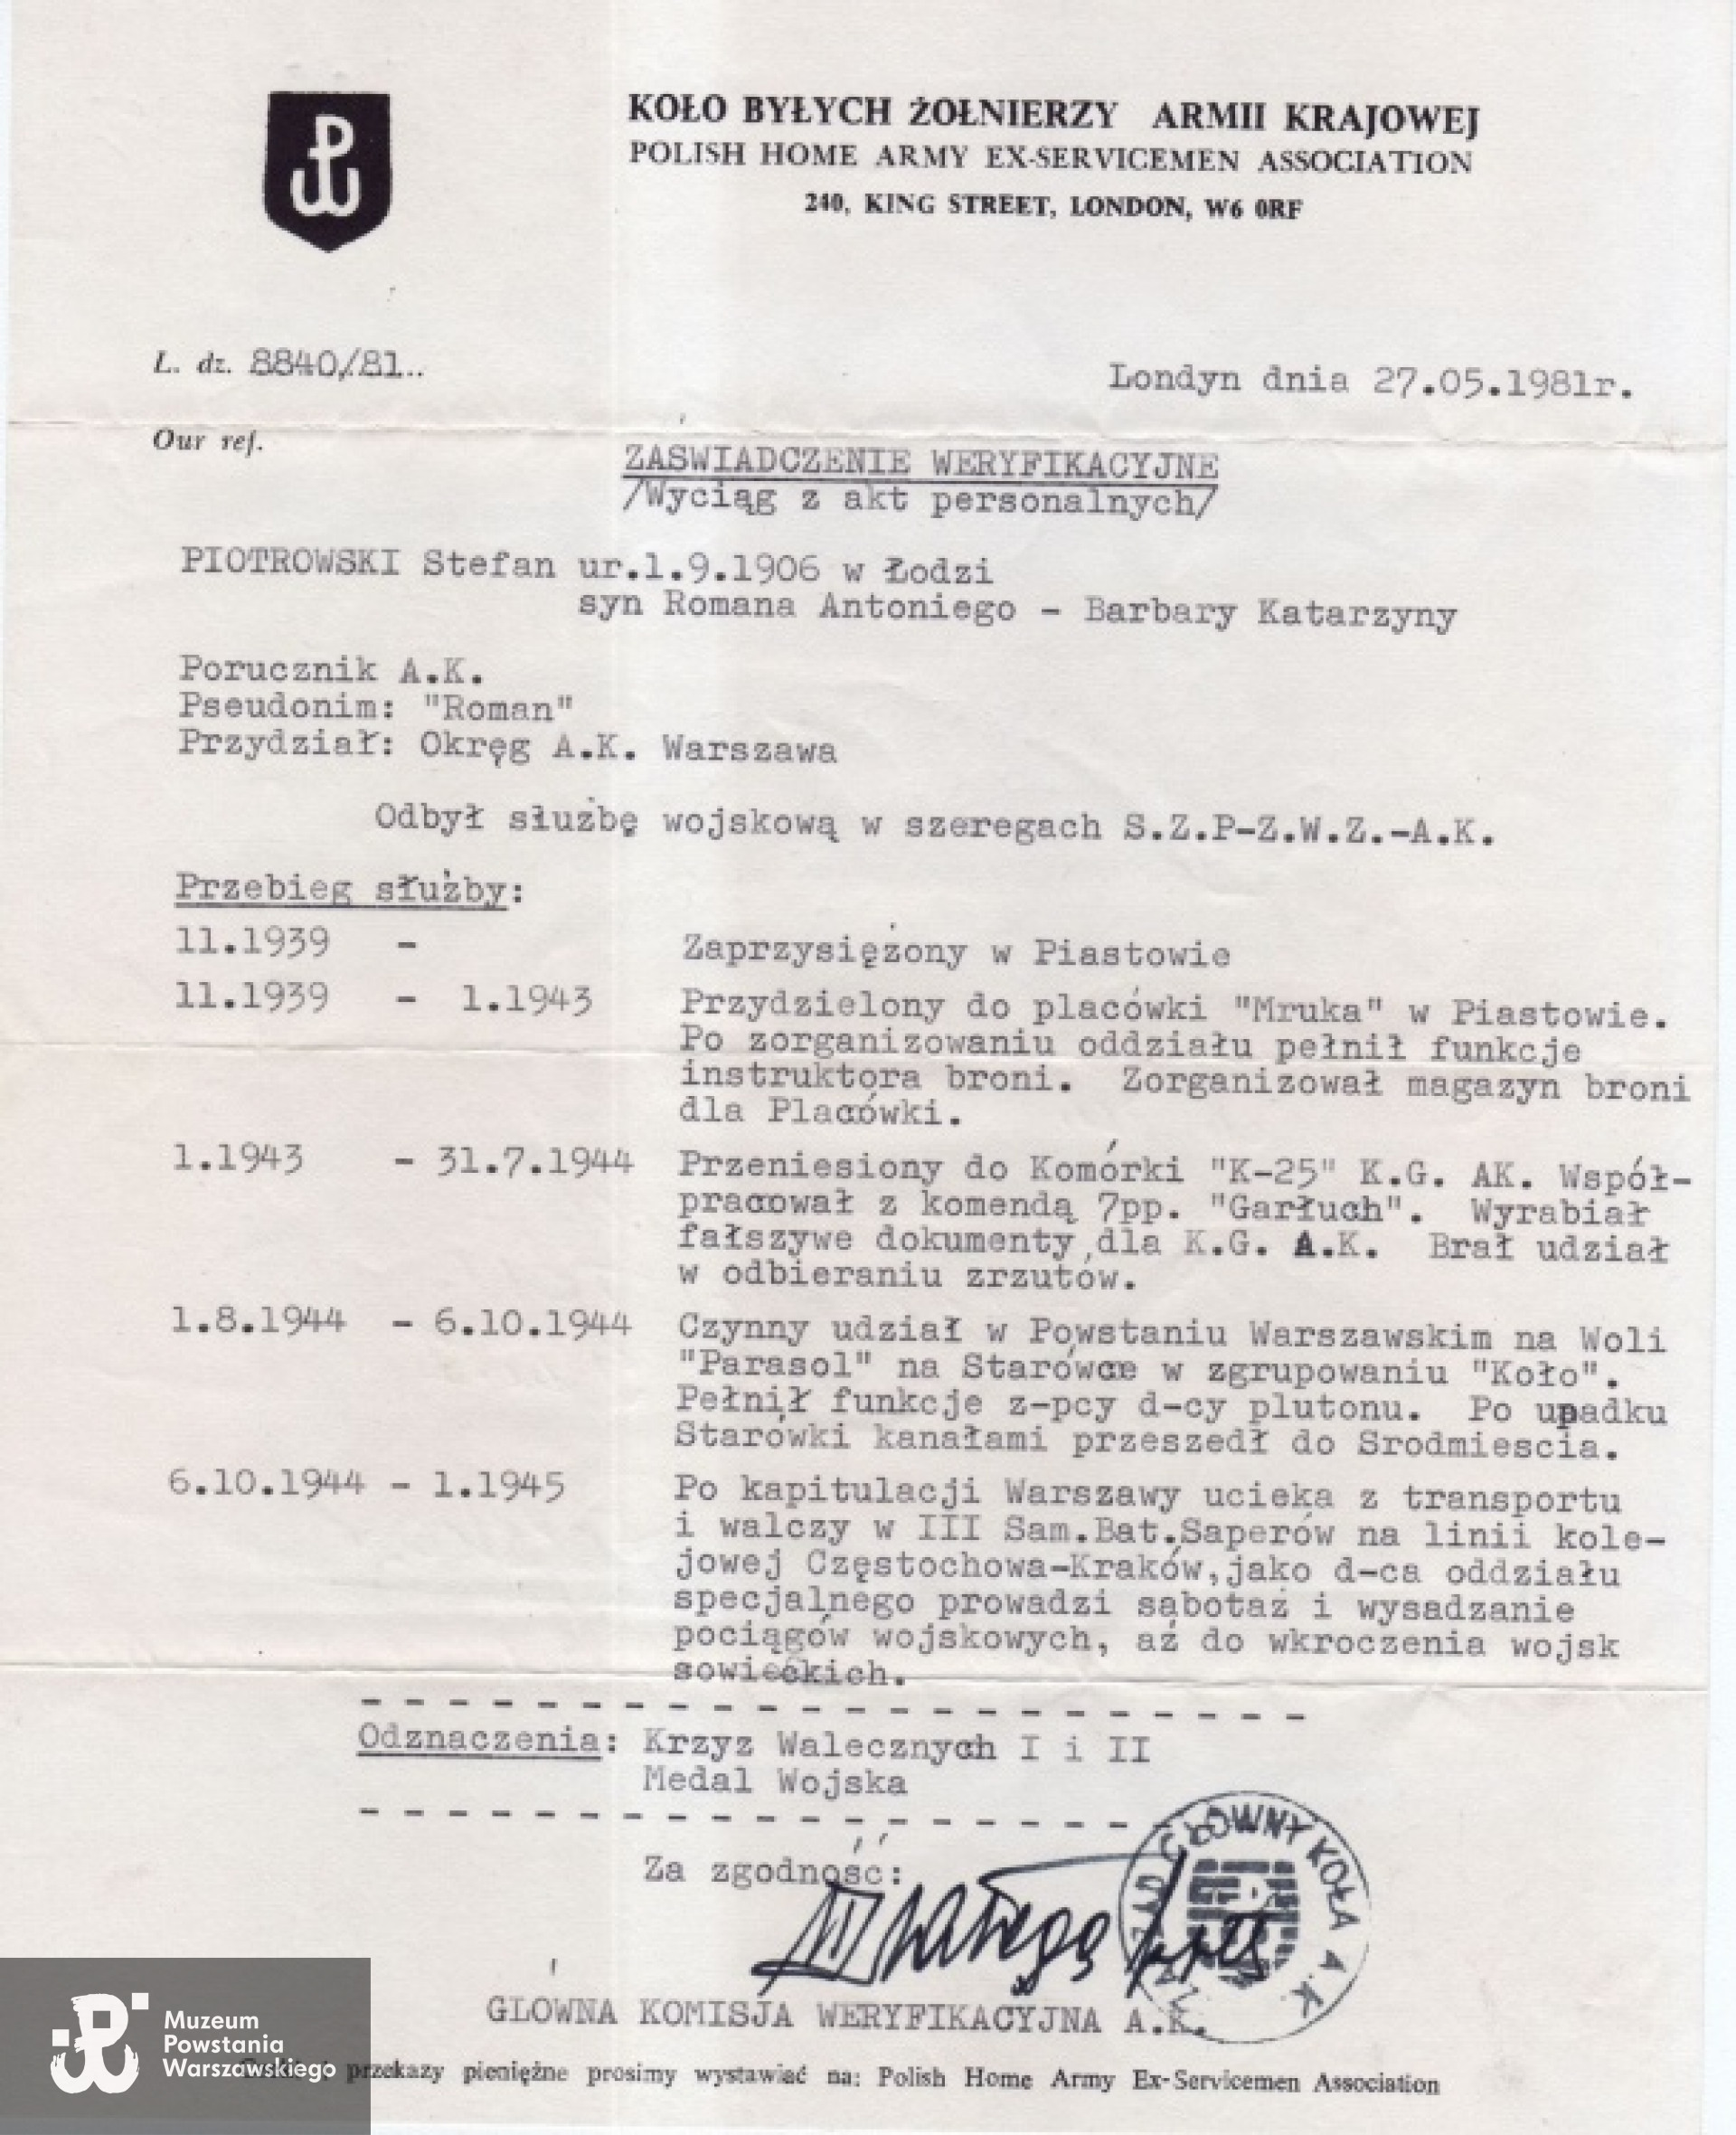 KOŁO BYŁYCH ŻOŁNIERZY ARMII KRAJOWEJ
POLISH HOME ARMY EX-SERVICEMEN ASSOCIATION
240, KING STREET, LONDON, W6 0RF
L. dz. 8840/81..
Londyn dnia 27.05.1981r.
Our ref.
ZAŚWIADCZENIE WERYFIKACYJNE
/Wyciąg z akt personalnych/
PIOTROWSKI Stefan ur.1.9.1906 w Łodzi
syn Romana Antoniego - Barbary Katarzyny
Porucznik A.K.
Pseudonim: "Roman"
Przydział: Okręg A.K. Warszawa
Odbył służbę wojskową w szeregach S.Z.P-Z.W.Z.-A.K.
Przebieg służby:
11.1939 - Zaprzysiężony w Piastowie
11.1939 - 1.1943 Przydzielony do placówki "Mruka" w Piastowie.
Po zorganizowaniu oddziału pełnił funkcje
instruktora broni. Zorganizował magazyn broni
dla Placówki.
1.1943 - 31.7.1944 Przeniesiony do Komórki "K-25" K.G. AK. Współ-
pracował z komendą 7pp. "Garłuch". Wyrabiał
fałszywe dokumenty dla K.G. A.K. Brał udział
w odbieraniu zrzutów.
1.8.1944 - 6.10.1944 Czynny udział w Powstaniu Warszawskim na Woli
"Parasol" na Starówce w zgrupowaniu "Koło".
Pełnił funkcje z-pcy d-cy plutonu. Po upadku
Starówki kanałami przeszedł do Srodmiescia.
6.10.1944 - 1.1945 Po kapitulacji Warszawy ucieka z transportu
i walczy w III Sam.Bat.Saperów na linii kole-
jowej Częstochowa-Kraków,jako d-ca oddziału
specjalnego prowadzi sabotaż i wysadzanie
pociągów wojskowych, aż do wkroczenia wojsk
sowieckich.
Odznaczenia: Krzyz Walecznych I i II
Medal Wojska
Za zgodność:
GŁOWNY KOŁA A.K.
GŁÓWNA KOMISJA WERYFIKACYJNA A.K.
przekazy pieniężne prosimy wystawiać na: Polish Home Army Ex-Servicemen Association
Muzeum
Powstania
Warszawskiego